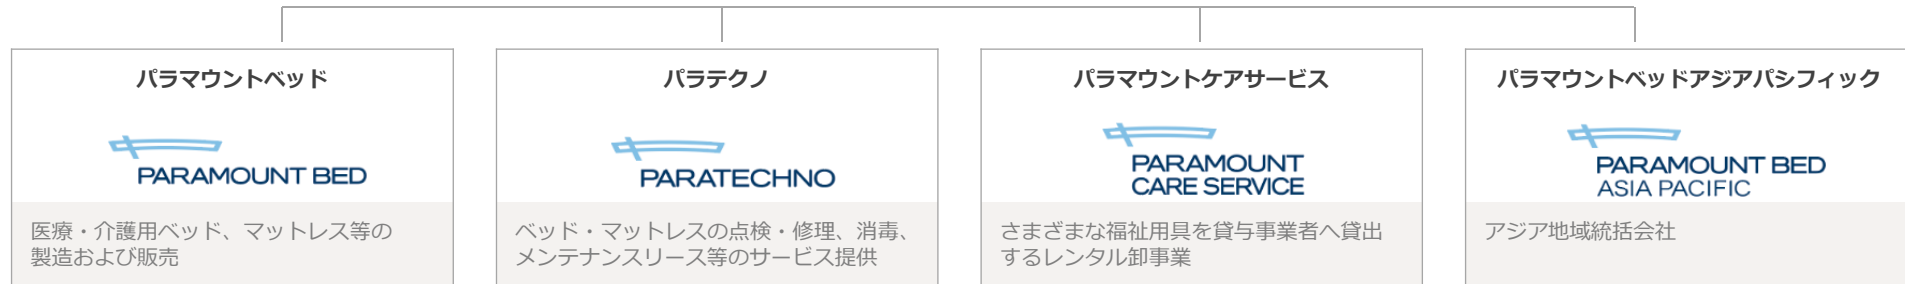 パラマウントベッド
PARAMOUNT BED
医療・介護用ベッド、マットレス等の
製造および販売
パラテクノ
PARATECHNO
ベッド・マットレスの点検・修理、消毒、
メンテナンスリース等のサービス提供
パラマウントケアサービス
PARAMOUNT
CARE SERVICE
さまざまな福祉用具を貸与事業者へ貸出
するレンタル卸事業
パラマウントベッドアジアパシフィック
PARAMOUNT BED
ASIA PACIFIC
アジア地域統括会社